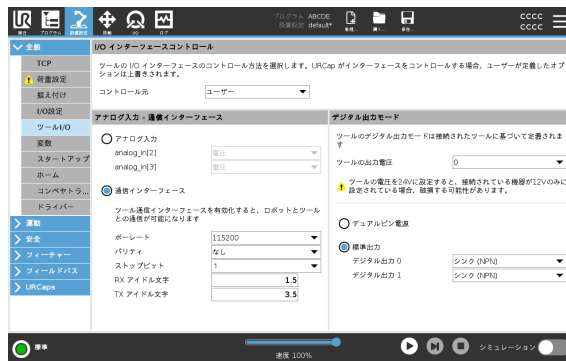 プログラム ABCDE
設置設定 default*
cccc
cccc
実行
プログラム
設置設定
移動
I/O
ログ
新規...
開く...
保存...
全般
TCP
荷重設定
据え付け
I/O設定
ツールI/O
変数
スタートアップ
ホーム
コンベヤトラ...
ドライバー
運動
安全
フィーチャー
フィールドバス
URCaps
I/O インターフェースコントロール
ツールの I/O インターフェースのコントロール方法を選択します。URCap がインターフェースをコントロールする場合、ユーザーが定義したオプ
ションは上書きされます。
コントロール元
ユーザー
アナログ入力 - 通信インターフェース
アナログ入力
analog_in[2]
電圧
analog_in[3]
電圧
通信インターフェース
ツール通信インターフェースを有効化すると、ロボットとツール
との通信が可能になります
ボーレート
115200
パリティ
なし
ストップビット
1
RX アイドル文字
1.5
TX アイドル文字
3.5
デジタル出力モード
ツールのデジタル出力モードは接続されたツールに基づいて定義されま
す
ツールの出力電圧
0
ツールの電圧を24Vに設定すると、接続されている機器が12Vのみに
設定されている場合、破損する可能性があります。
デュアルピン電源
標準出力
デジタル出力 0
シンク (NPN)
デジタル出力 1
シンク (NPN)
標準
速度 100%
シミュレーション